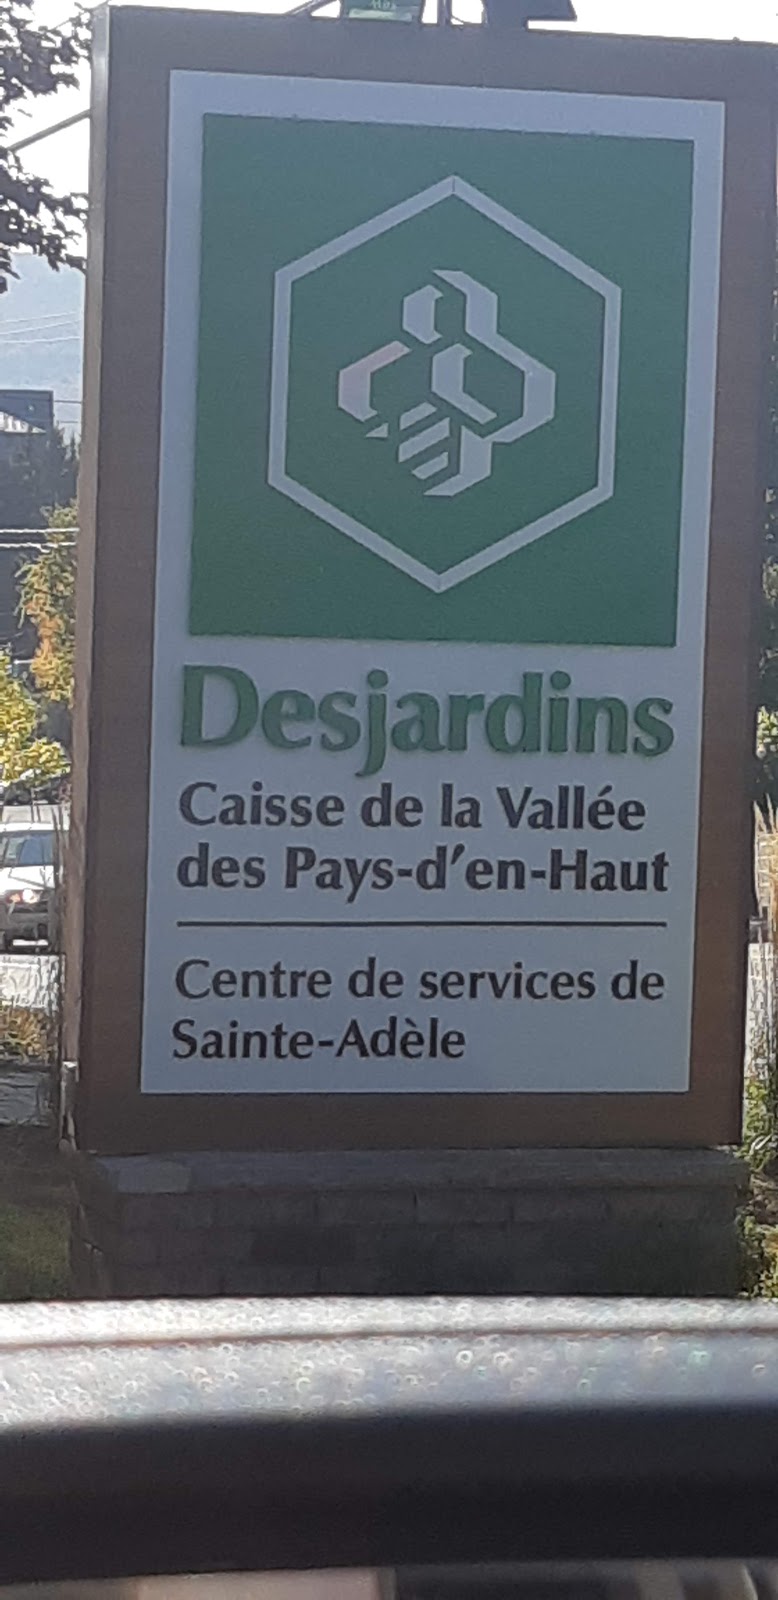 Desjardins
Caisse de la Vallée
des Pays-d'en-Haut
Centre de services de
Sainte-Adèle